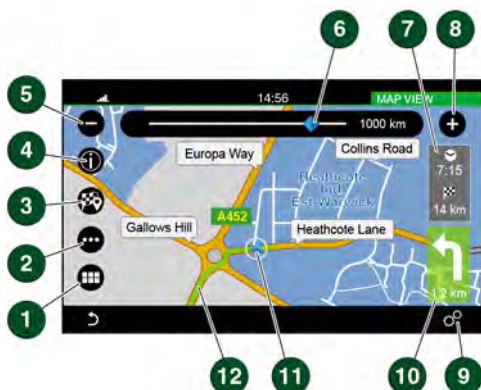 6
7
8
14:56
MAP VIEW
5
1000 km
Europa Way
Collins Road
4
7:15
Heathcote
Ind
Est Warwick
3
14 km
A452
Gallows Hill
Heathcote Lane
2
1.2 km
1
12
11
10
9